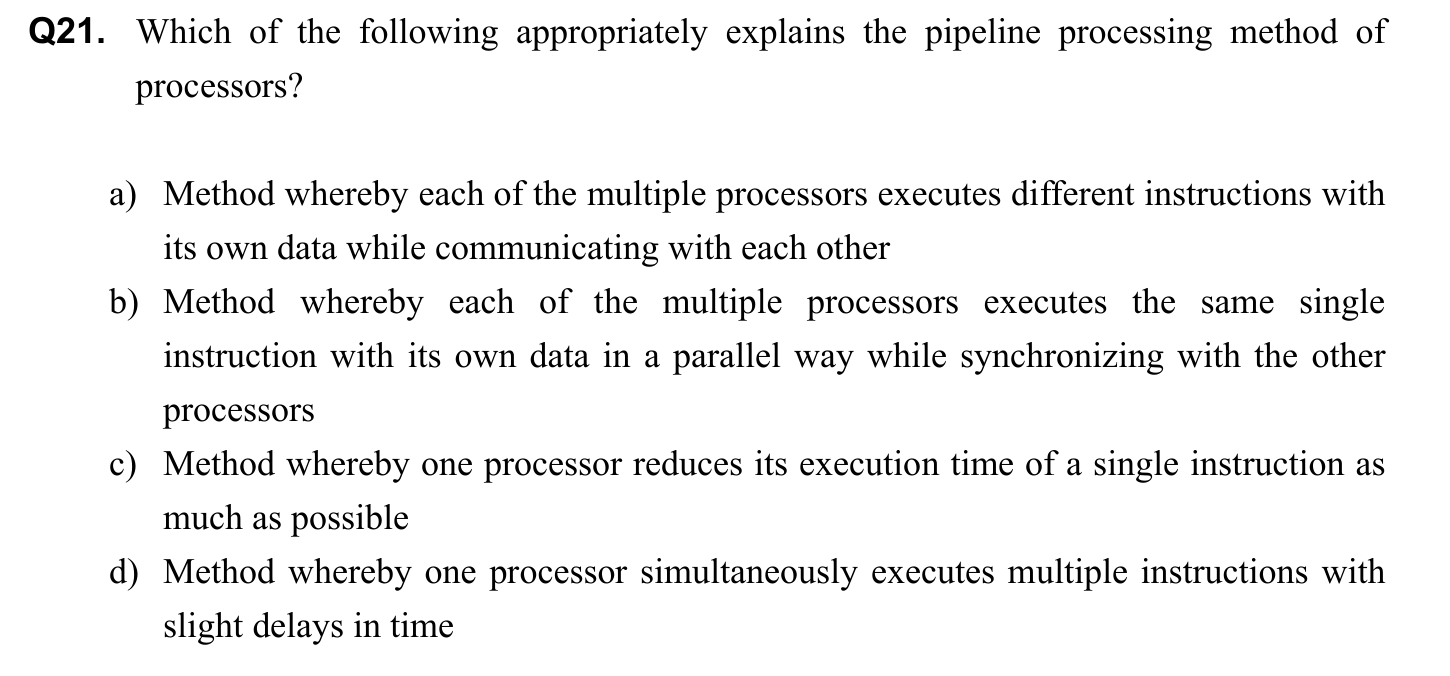 Q21. Which of the following appropriately explains the pipeline processing method of
processors?
a) Method whereby each of the multiple processors executes different instructions with
its own data while communicating with each other
b) Method whereby each of the multiple processors executes the same single
instruction with its own data in a parallel way while synchronizing with the other
processors
c) Method whereby one processor reduces its execution time of a single instruction as
much as possible
d) Method whereby one processor simultaneously executes multiple instructions with
slight delays in time